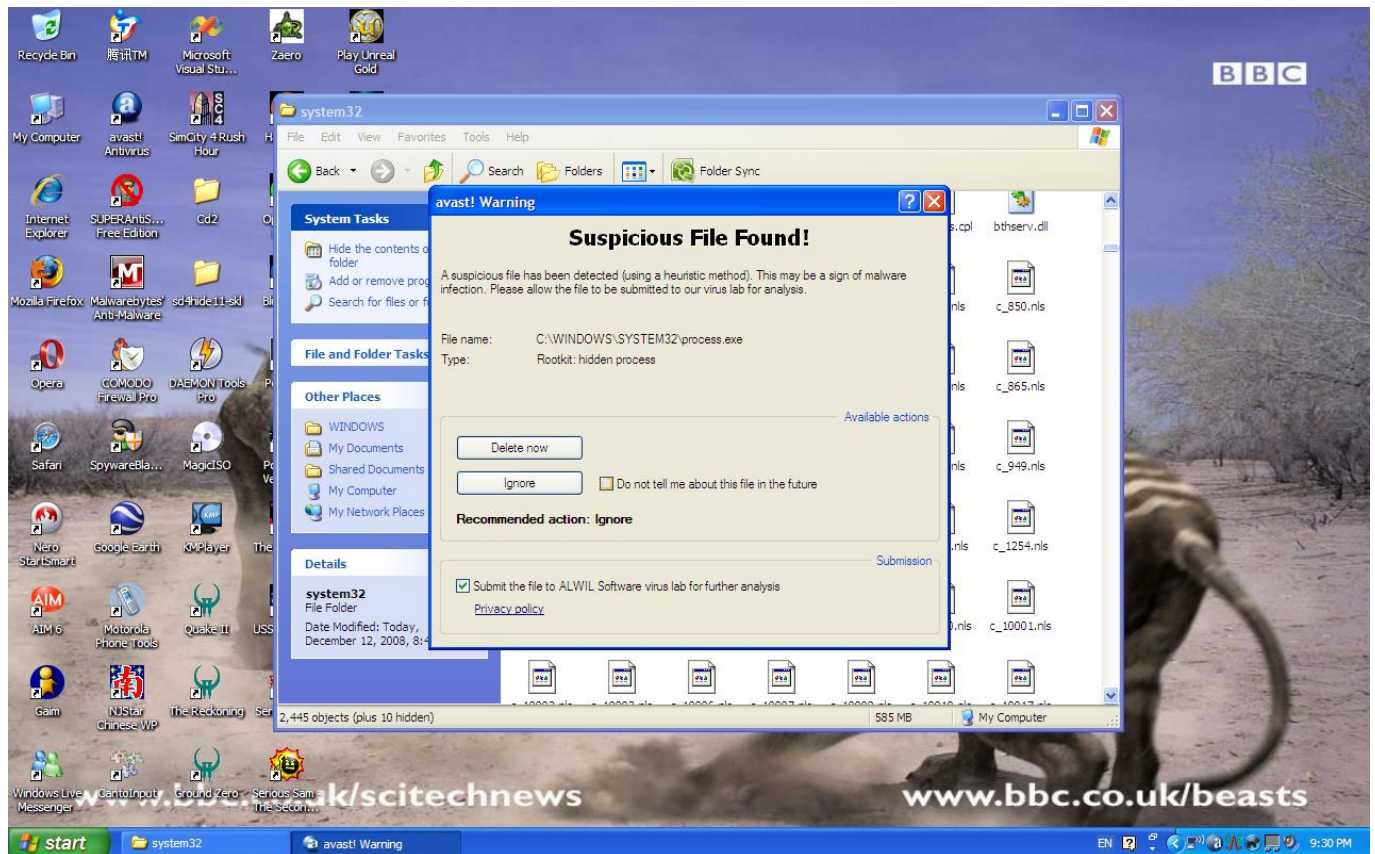 Recycle Bin
腾讯TM
Microsoft Visual Stu...
Zaero
Play Unreal Gold
BBC
My Computer
avast! Antivirus
SimCity 4 Rush Hour
Internet Explorer
SUPERAntiS... Free Edition
Cd2
Mozilla Firefox
Malwarebytes' Anti-Malware
sd4hide11-skl
Opera
COMODO Firewall Pro
DAEMON Tools Pro
Safari
SpywareBla...
MagicISO
Nero StartSmart
Google Earth
KMPlayer
The
AIM 6
Motorola Phone Tools
Quake II
USS
Gaim
NJStar Chinese WP
The Reckoning
Ser
Windows Live Messenger
CantoInput
Ground Zero
Serious Sam The Second...
system32
File Edit View Favorites Tools Help
Back
Search
Folders
Folder Sync
System Tasks
Hide the contents o
folder
Add or remove prog
Search for files or f
File and Folder Tasks
Other Places
WINDOWS
My Documents
Shared Documents
My Computer
My Network Places
Details
system32
File Folder
Date Modified: Today,
December 12, 2008, 8:4
s.cpl
bthserv.dll
nls
c_850.nls
nls
c_865.nls
nls
c_949.nls
.nls
c_1254.nls
0.nls
c_10001.nls
2,445 objects (plus 10 hidden)
585 MB
My Computer
avast! Warning
Suspicious File Found!
A suspicious file has been detected (using a heuristic method). This may be a sign of malware
infection. Please allow the file to be submitted to our virus lab for analysis.
File name: C:\WINDOWS\SYSTEM32\process.exe
Type: Rootkit: hidden process
Available actions
Delete now
Ignore
Do not tell me about this file in the future
Recommended action: Ignore
Submission
Submit the file to ALWIL Software virus lab for further analysis
Privacy policy
k/scitechnews
www.bbc.co.uk/beasts
start
system32
avast! Warning
EN
9:30 PM